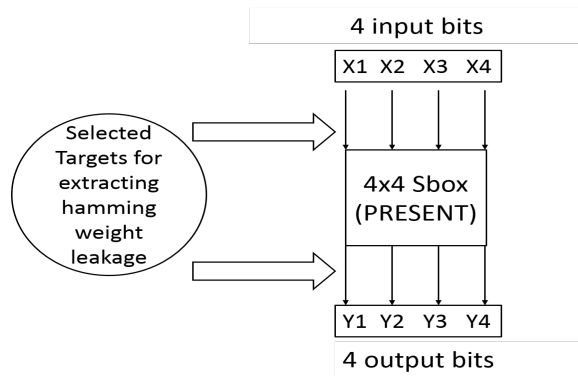 4 input bits
X1 X2 X3 X4
Selected
Targets for
extracting
hamming
weight
leakage
4x4 Sbox
(PRESENT)
Y1 Y2 Y3 Y4
4 output bits